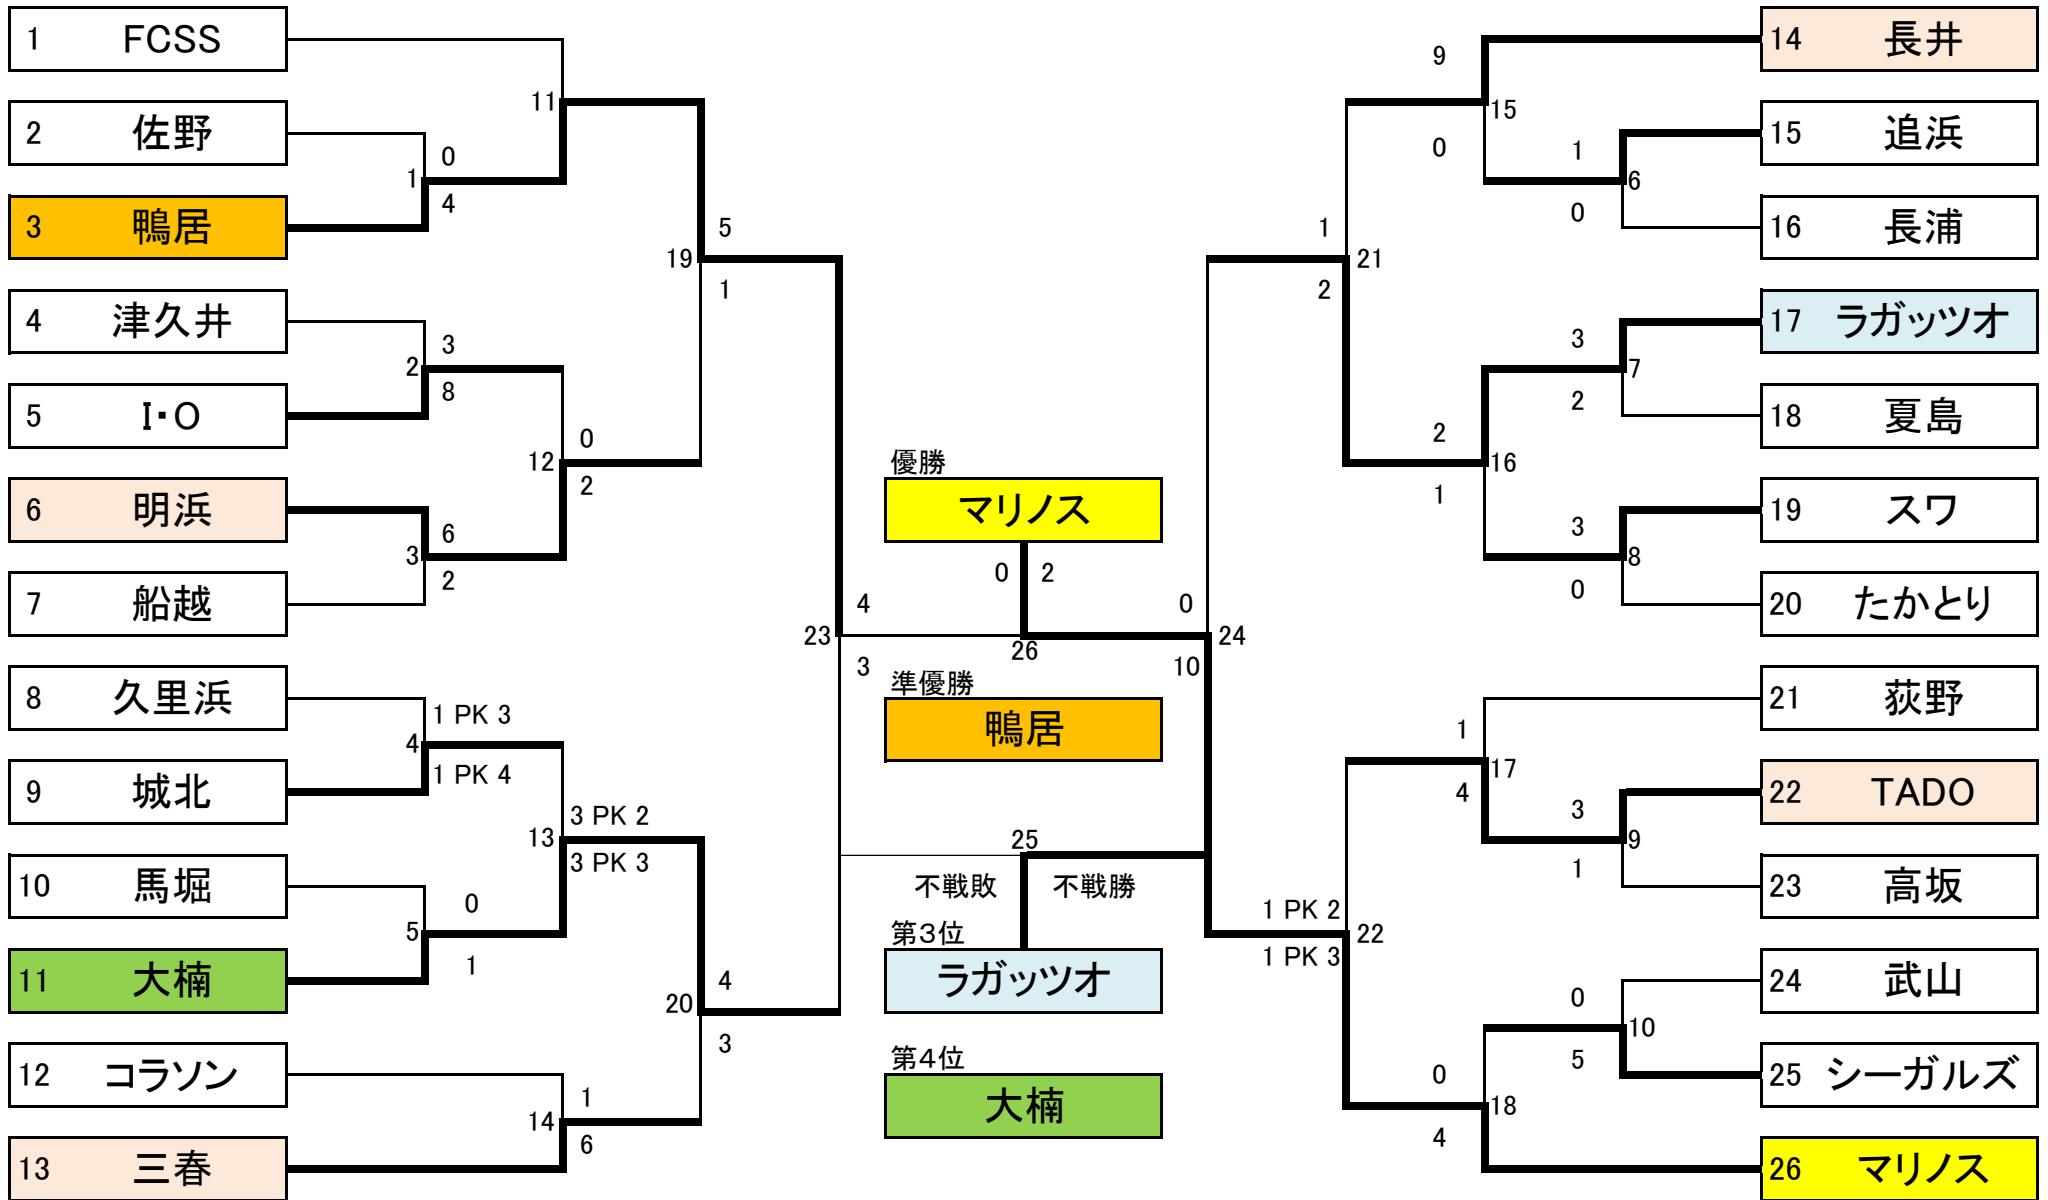 1 FCSS
2 佐野
3 鴨居
4 津久井
5 I・O
6 明浜
7 船越
8 久里浜
9 城北
10 馬堀
11 大楠
12 コラソン
13 三春
1
0
4
2
3
8
3
6
2
4
1 PK 3
1 PK 4
5
0
1
11
12
0
2
13
3 PK 2
3 PK 3
14
1
6
19
5
1
20
4
3
23
4
3
優勝
マリノス
0 2
26
準優勝
鴨居
25
不戦敗 不戦勝
第3位
ラガッツオ
第4位
大楠
0
24
10
1
21
2
1 PK 2
22
1 PK 3
9
15
0
2
16
1
1
17
4
0
18
4
1
6
0
3
7
2
3
8
0
3
9
1
0
10
5
14 長井
15 追浜
16 長浦
17 ラガッツオ
18 夏島
19 スワ
20 たかとり
21 荻野
22 TADO
23 高坂
24 武山
25 シーガルズ
26 マリノス